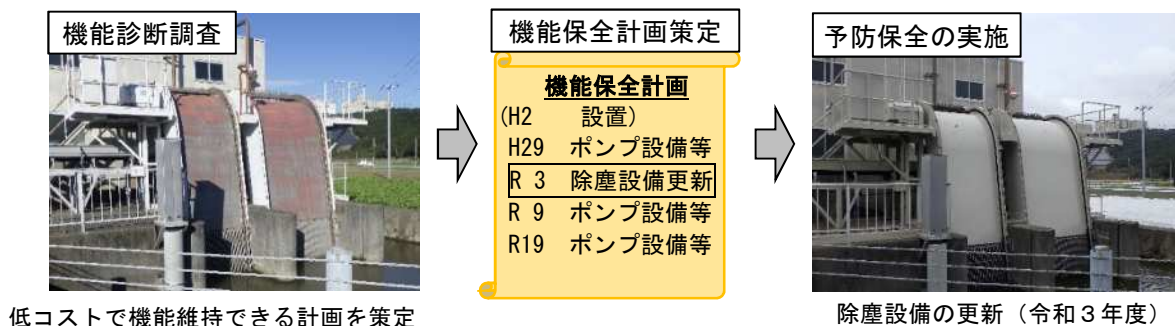 機能診断調査
機能保全計画策定
予防保全の実施
機能保全計画
(H2 設置)
H29 ポンプ設備等
R 3 除塵設備更新
R 9 ポンプ設備等
R19 ポンプ設備等
低コストで機能維持できる計画を策定
除塵設備の更新（令和３年度）